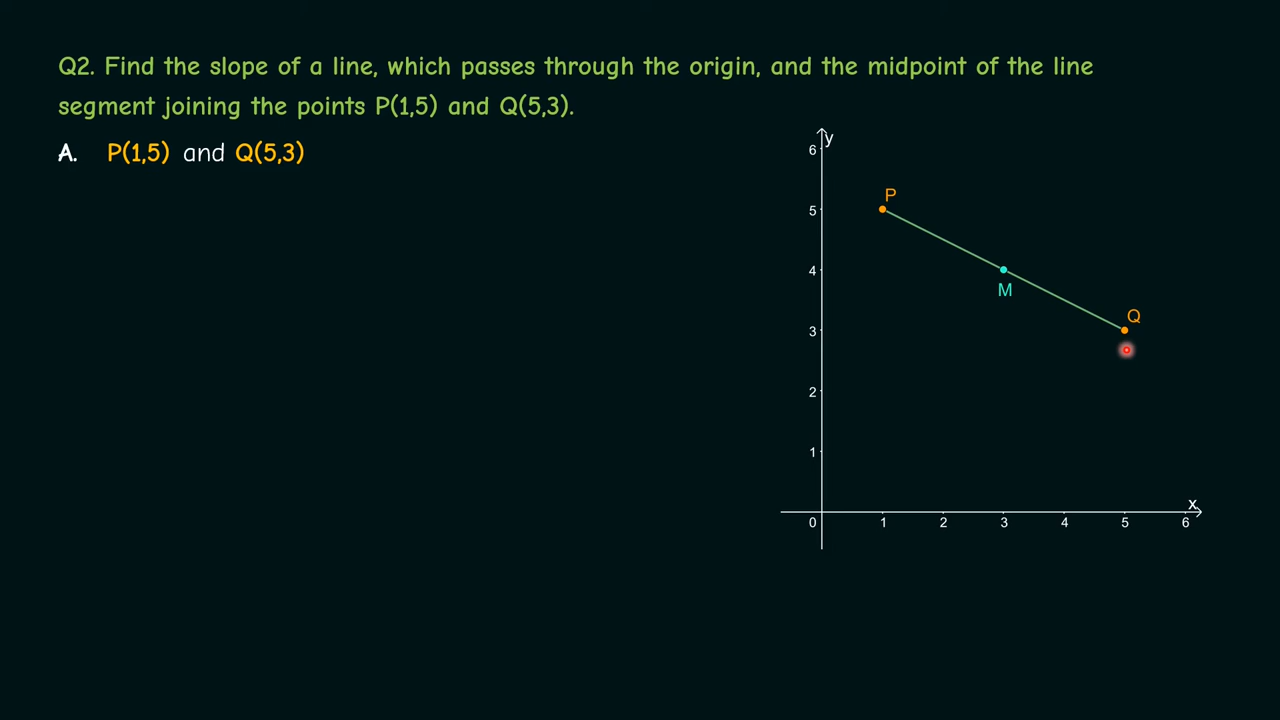 Q2. Find the slope of a line, which passes through the origin, and the midpoint of the line
segment joining the points P(1,5) and Q(5,3).
A. P(1,5) and Q(5,3)
y
6
P
5
4
M
Q
3
2
1
x
0 1 2 3 4 5 6